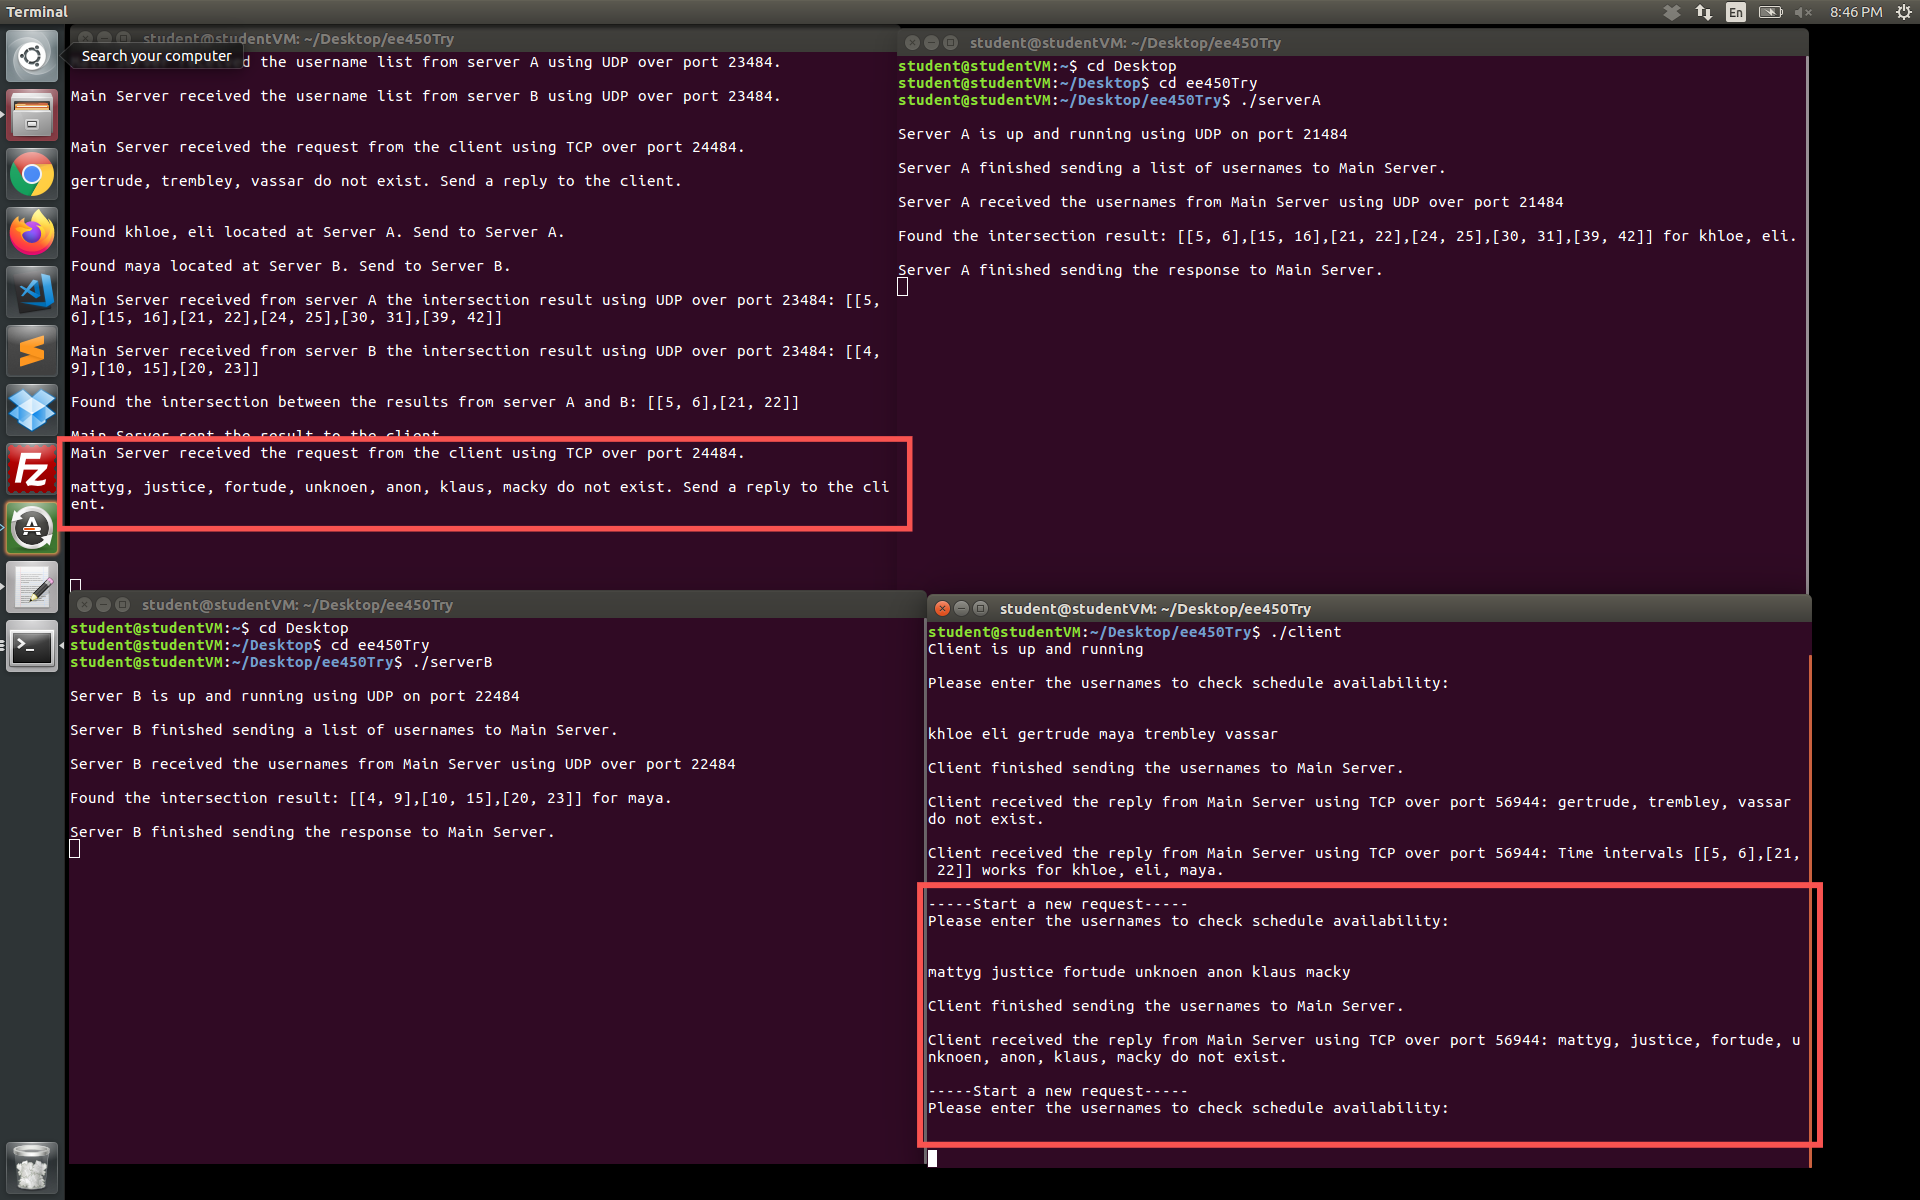 Terminal
En
8:46 PM
Search your computer
student@studentVM: ~/Desktop/ee450Try
d the username list from server A using UDP over port 23484.
Main Server received the username list from server B using UDP over port 23484.
Main Server received the request from the client using TCP over port 24484.
gertrude, trembley, vassar do not exist. Send a reply to the client.
Found khloe, eli located at Server A. Send to Server A.
Found maya located at Server B. Send to Server B.
Main Server received from server A the intersection result using UDP over port 23484: [[5,
6],[15, 16],[21, 22],[24, 25],[30, 31],[39, 42]]
Main Server received from server B the intersection result using UDP over port 23484: [[4,
9],[10, 15],[20, 23]]
Found the intersection between the results from server A and B: [[5, 6],[21, 22]]
Main Server sent the result to the client
Main Server received the request from the client using TCP over port 24484.
mattyg, justice, fortude, unknoen, anon, klaus, macky do not exist. Send a reply to the cli
ent.
student@studentVM: ~/Desktop/ee450Try
student@studentVM:~$ cd Desktop
student@studentVM:~/Desktop$ cd ee450Try
student@studentVM:~/Desktop/ee450Try$ ./serverA
Server A is up and running using UDP on port 21484
Server A finished sending a list of usernames to Main Server.
Server A received the usernames from Main Server using UDP over port 21484
Found the intersection result: [[5, 6],[15, 16],[21, 22],[24, 25],[30, 31],[39, 42]] for khloe, eli.
Server A finished sending the response to Main Server.
student@studentVM: ~/Desktop/ee450Try
student@studentVM:~$ cd Desktop
student@studentVM:~/Desktop$ cd ee450Try
student@studentVM:~/Desktop/ee450Try$ ./serverB
Server B is up and running using UDP on port 22484
Server B finished sending a list of usernames to Main Server.
Server B received the usernames from Main Server using UDP over port 22484
Found the intersection result: [[4, 9],[10, 15],[20, 23]] for maya.
Server B finished sending the response to Main Server.
student@studentVM: ~/Desktop/ee450Try
student@studentVM:~/Desktop/ee450Try$ ./client
Client is up and running
Please enter the usernames to check schedule availability:
khloe eli gertrude maya trembley vassar
Client finished sending the usernames to Main Server.
Client received the reply from Main Server using TCP over port 56944: gertrude, trembley, vassar
do not exist.
Client received the reply from Main Server using TCP over port 56944: Time intervals [[5, 6],[21,
22]] works for khloe, eli, maya.
-----Start a new request-----
Please enter the usernames to check schedule availability:
mattyg justice fortude unknoen anon klaus macky
Client finished sending the usernames to Main Server.
Client received the reply from Main Server using TCP over port 56944: mattyg, justice, fortude, u
nknoen, anon, klaus, macky do not exist.
-----Start a new request-----
Please enter the usernames to check schedule availability:
Fz
A